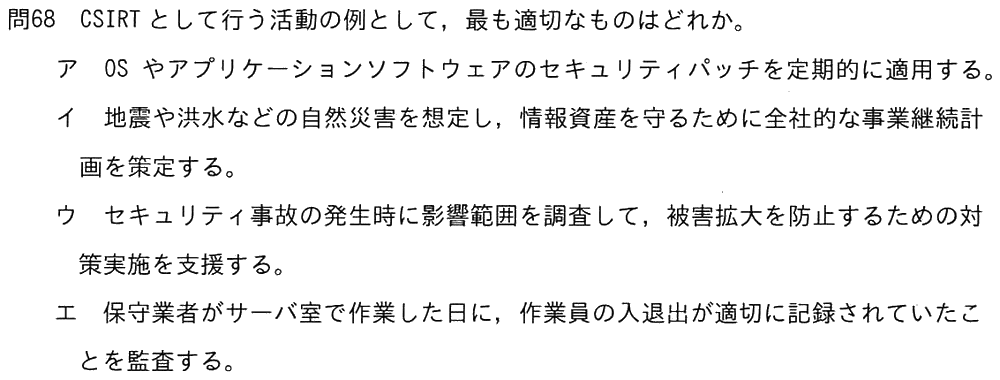 問68 CSIRT として行う活動の例として，最も適切なものはどれか。
ア OS やアプリケーションソフトウェアのセキュリティパッチを定期的に適用する。
イ 地震や洪水などの自然災害を想定し，情報資産を守るために全社的な事業継続計
画を策定する。
ウ セキュリティ事故の発生時に影響範囲を調査して，被害拡大を防止するための対
策実施を支援する。
エ 保守業者がサーバ室で作業した日に，作業員の入退出が適切に記録されていたこ
とを監査する。